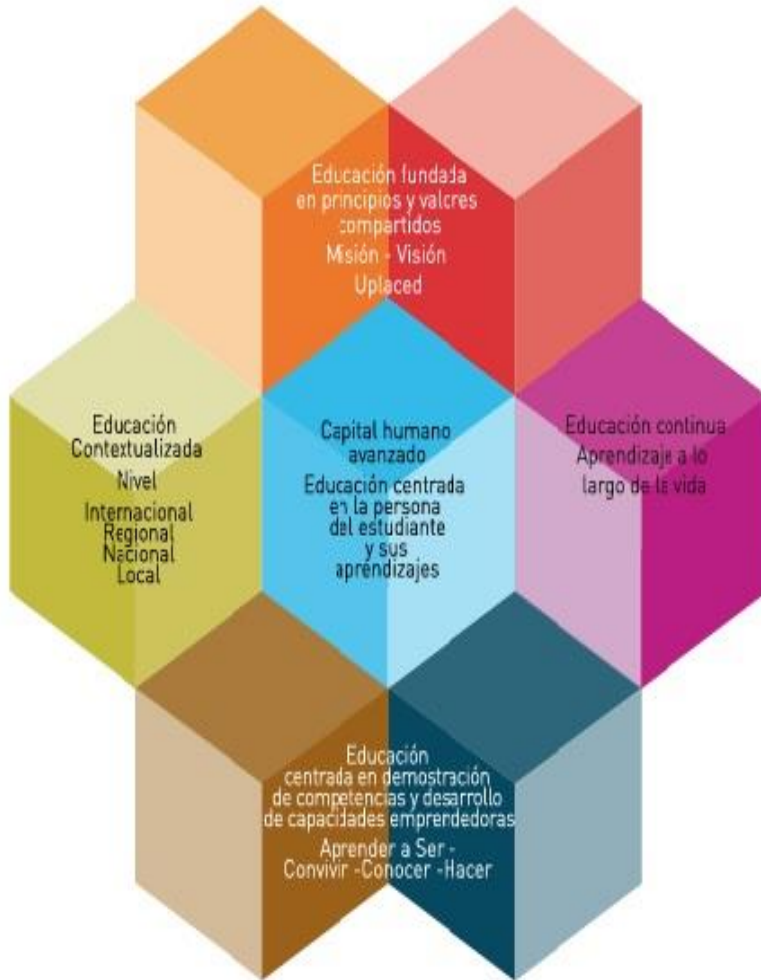 Educación fundada
en principios y valores
compartidos
Misión - Visión
Uplaced
Educación
Contextualizada
Nivel
Internacional
Regional
Nacional
Local
Capital humano
avanzado
Educación centrada
en la persona
del estudiante
y sus
aprendizajes
Educación continua
Aprendizaje a lo
largo de la vida
Educación
centrada en demostración
de competencias y desarrollo
de capacidades emprendedoras
Aprender a Ser -
Convivir -Conocer -Hacer